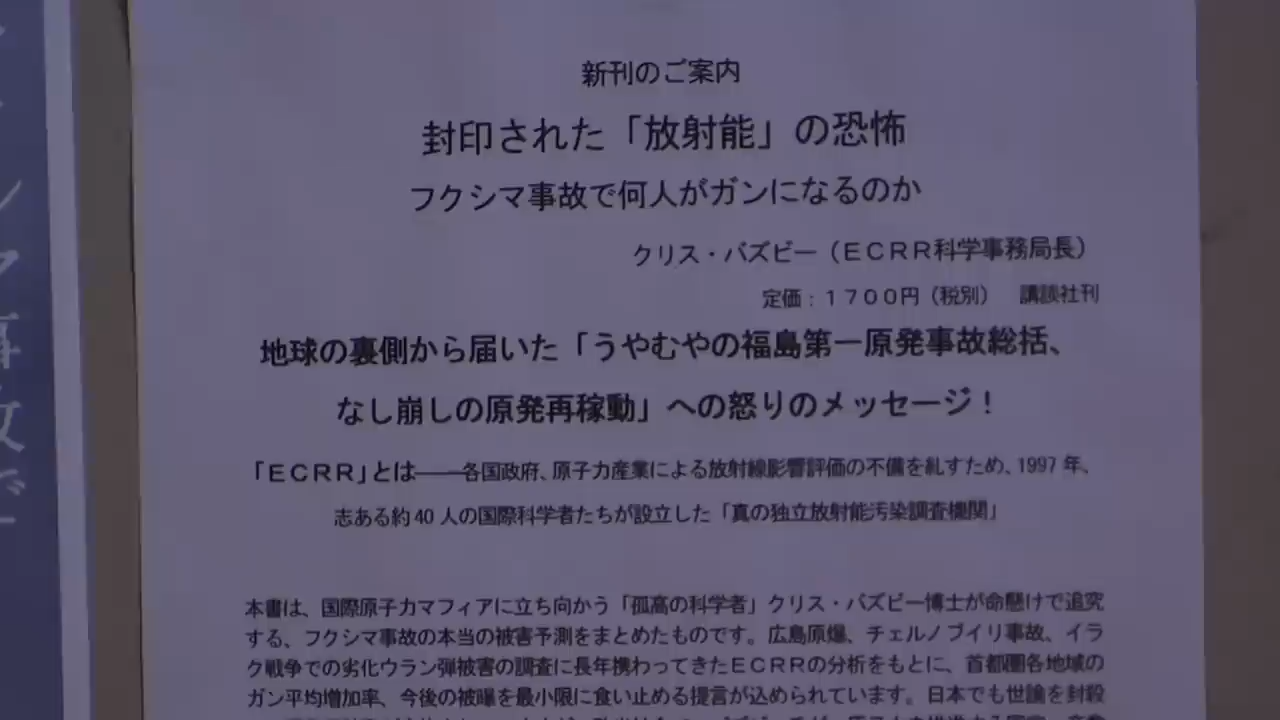 新刊のご案内
封印された「放射能」の恐怖
フクシマ事故で何人がガンになるのか
クリス・バズビー（ＥＣＲＲ科学事務局長）
定価：１７００円（税別）　講談社刊
地球の裏側から届いた「うやむやの福島第一原発事故総括、
なし崩しの原発再稼動」への怒りのメッセージ！
「ＥＣＲＲ」とは――各国政府、原子力産業による放射線影響評価の不備を糺すため、1997 年、
志ある約 40 人の国際科学者たちが設立した「真の独立放射能汚染調査機関」
本書は、国際原子力マフィアに立ち向かう「孤高の科学者」クリス・バズビー博士が命懸けで追究
する、フクシマ事故の本当の被害予測をまとめたものです。広島原爆、チェルノブイリ事故、イラ
ク戦争での劣化ウラン弾被害の調査に長年携わってきたＥＣＲＲの分析をもとに、首都圏各地域の
ガン平均増加率、今後の被曝を最小限に食い止める提言が込められています。日本でも世論を封殺